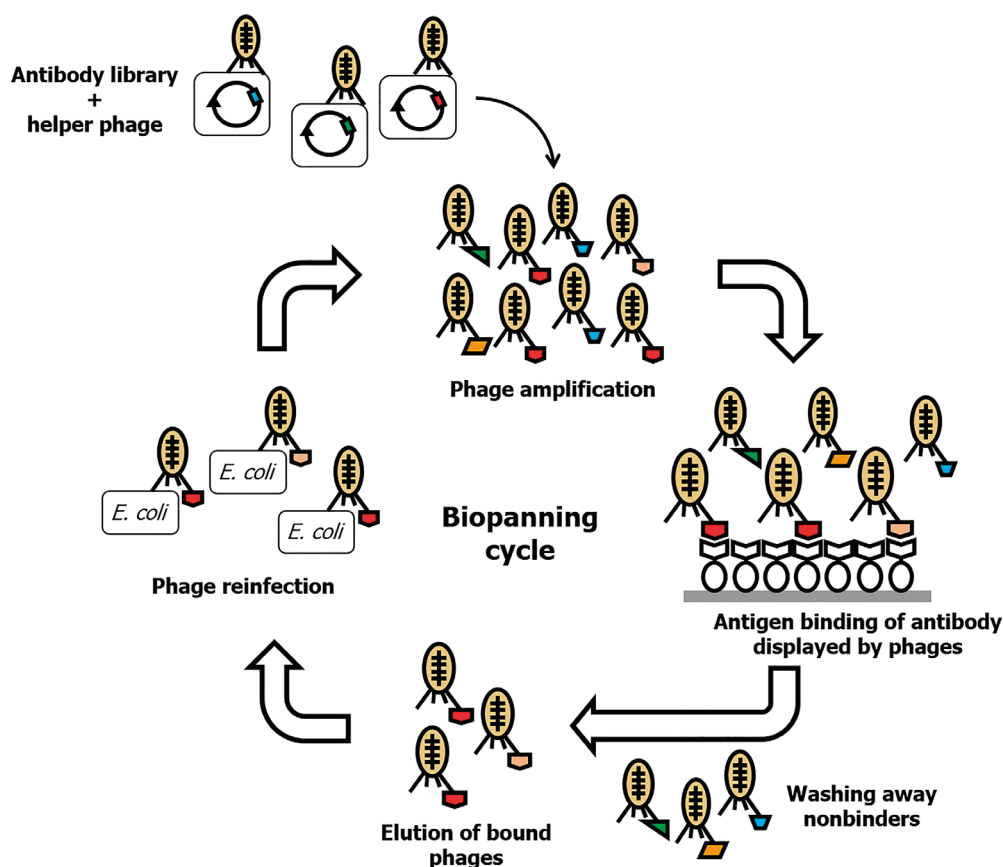 Antibody library
+
helper phage
Phage amplification
Antigen binding of antibody
displayed by phages
Washing away
nonbinders
Elution of bound
phages
E. coli
E. coli
E. coli
Phage reinfection
Biopanning
cycle